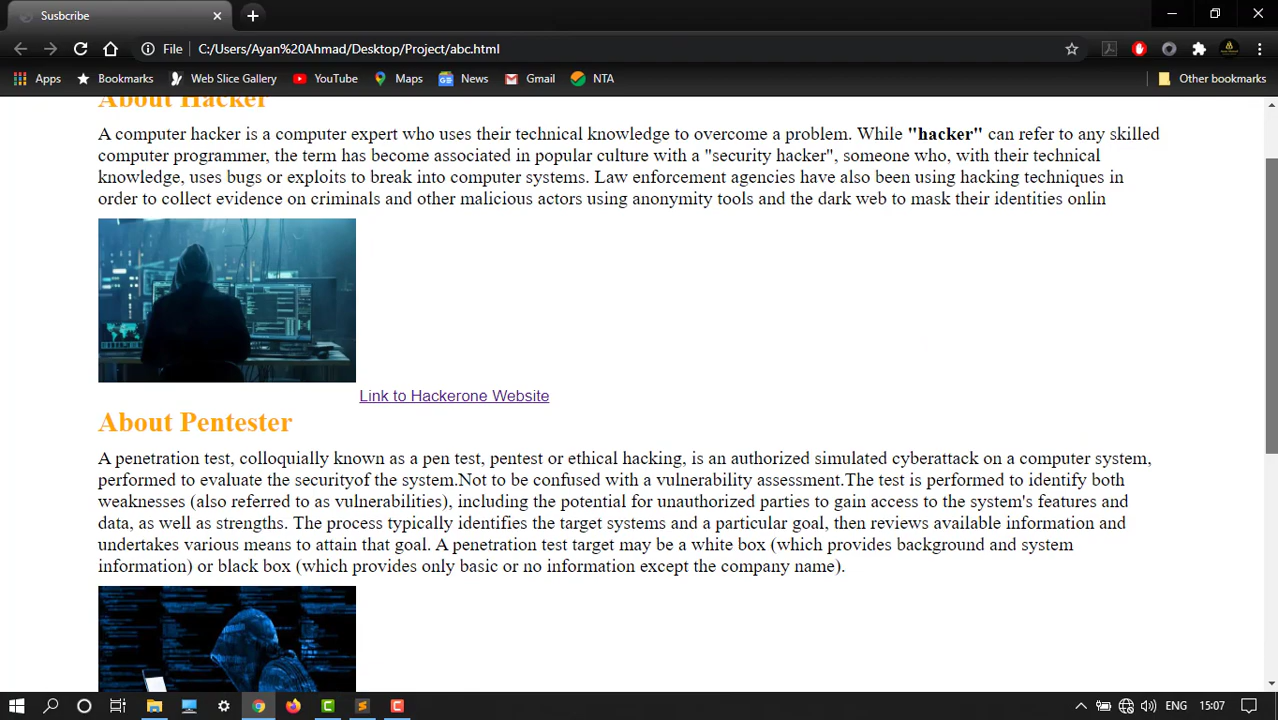 Susbcribe
File
C:/Users/Ayan%20Ahmad/Desktop/Project/abc.html
Apps
Bookmarks
Web Slice Gallery
YouTube
Maps
News
Gmail
NTA
Other bookmarks
About Hacker
A computer hacker is a computer expert who uses their technical knowledge to overcome a problem. While "hacker" can refer to any skilled
computer programmer, the term has become associated in popular culture with a "security hacker", someone who, with their technical
knowledge, uses bugs or exploits to break into computer systems. Law enforcement agencies have also been using hacking techniques in
order to collect evidence on criminals and other malicious actors using anonymity tools and the dark web to mask their identities onlin
Link to Hackerone Website
About Pentester
A penetration test, colloquially known as a pen test, pentest or ethical hacking, is an authorized simulated cyberattack on a computer system,
performed to evaluate the securityof the system.Not to be confused with a vulnerability assessment.The test is performed to identify both
weaknesses (also referred to as vulnerabilities), including the potential for unauthorized parties to gain access to the system's features and
data, as well as strengths. The process typically identifies the target systems and a particular goal, then reviews available information and
undertakes various means to attain that goal. A penetration test target may be a white box (which provides background and system
information) or black box (which provides only basic or no information except the company name).
ENG
15:07